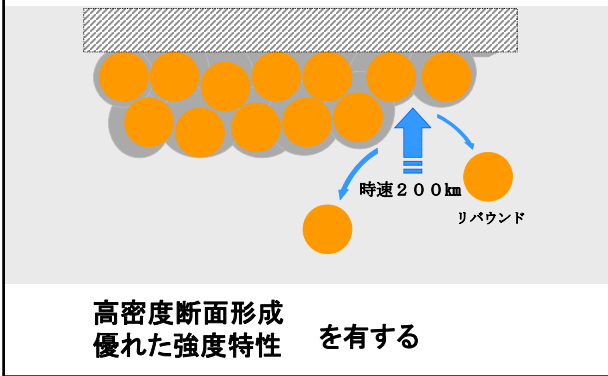 時速２００㎞
リバウンド
高密度断面形成
優れた強度特性
を有する